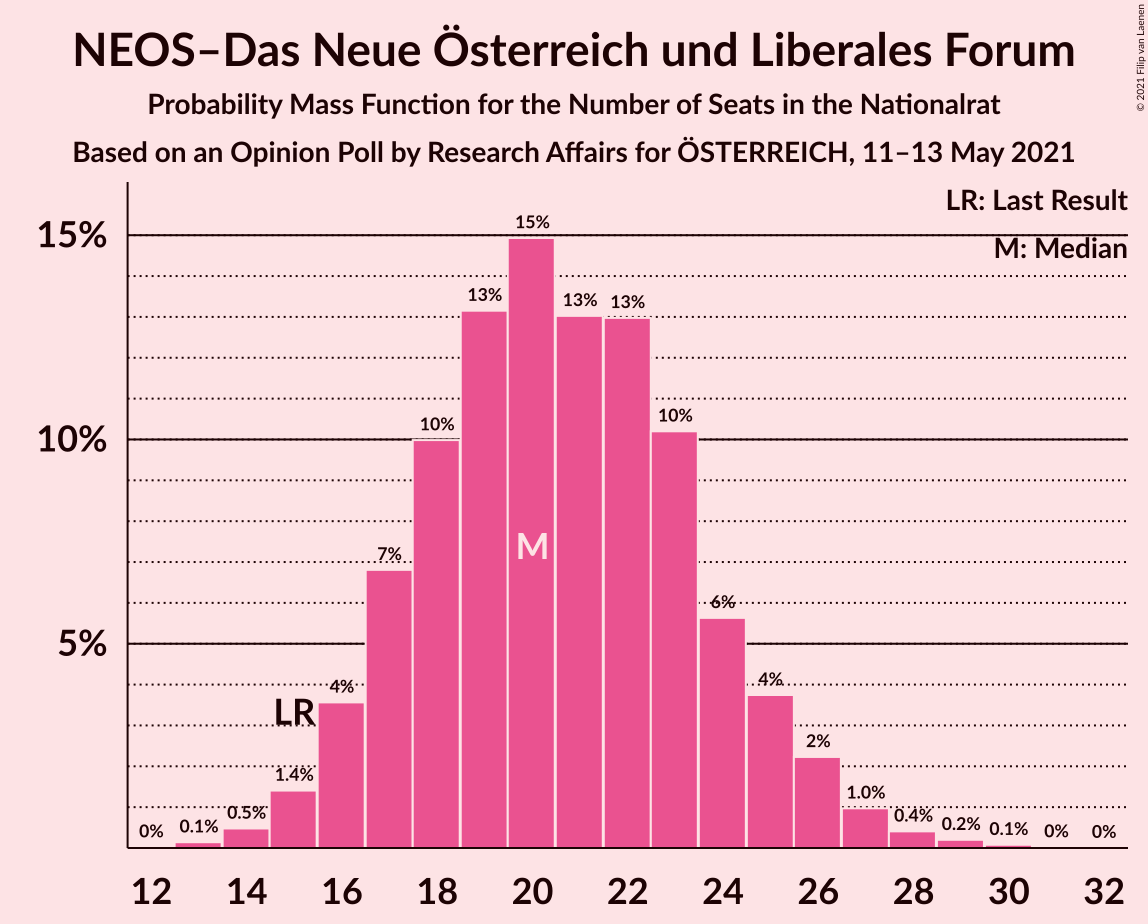 NEOS–Das Neue Österreich und Liberales Forum
Probability Mass Function for the Number of Seats in the Nationalrat
Based on an Opinion Poll by Research Affairs for ÖSTERREICH, 11–13 May 2021
© 2021 Filip van Laenen
LR: Last Result
M: Median
15%
10%
5%
0%
0.1%
0.5%
1.4%
LR
4%
7%
10%
13%
15%
M
13%
13%
10%
6%
4%
2%
1.0%
0.4%
0.2%
0.1%
0%
0%
12 14 16 18 20 22 24 26 28 30 32